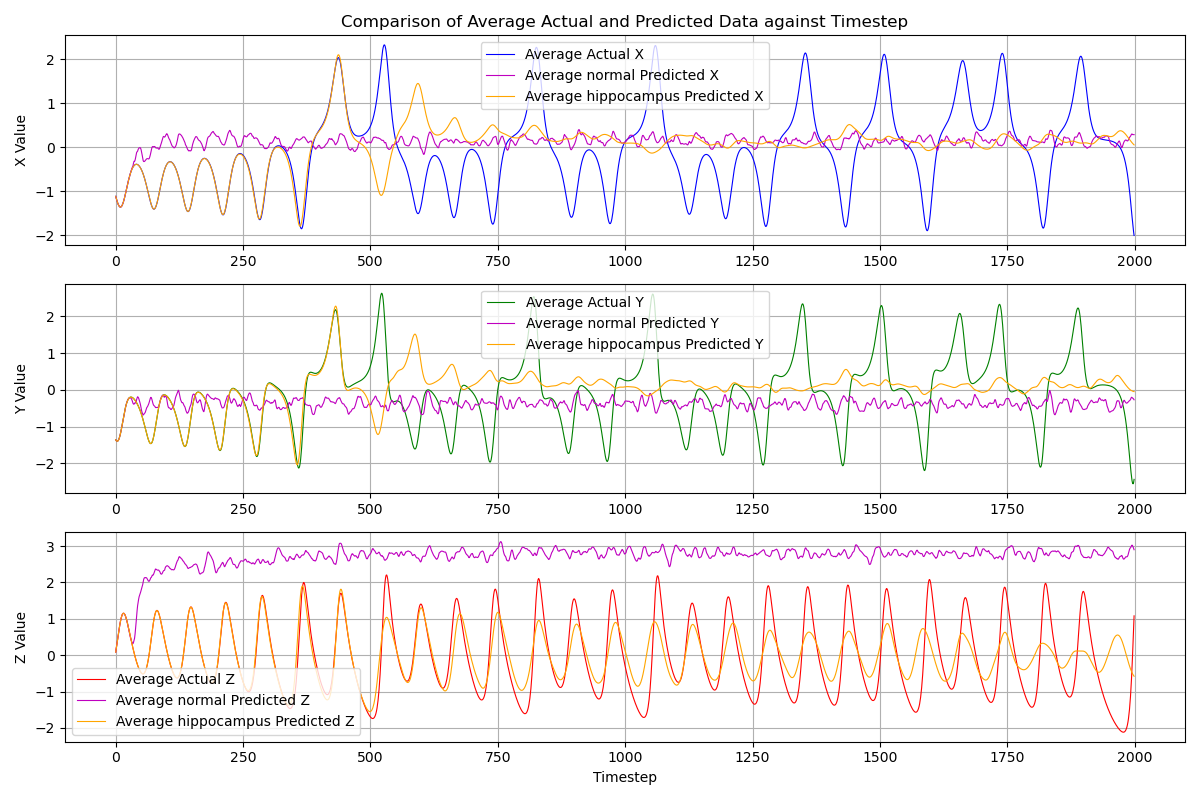 Comparison of Average Actual and Predicted Data against Timestep
X Value
2
1
0
−1
−2
Average Actual X
Average normal Predicted X
Average hippocampus Predicted X
0 250 500 750 1000 1250 1500 1750 2000
Y Value
2
1
0
−1
−2
Average Actual Y
Average normal Predicted Y
Average hippocampus Predicted Y
0 250 500 750 1000 1250 1500 1750 2000
Z Value
3
2
1
0
−1
−2
Average Actual Z
Average normal Predicted Z
Average hippocampus Predicted Z
0 250 500 750 1000 1250 1500 1750 2000
Timestep